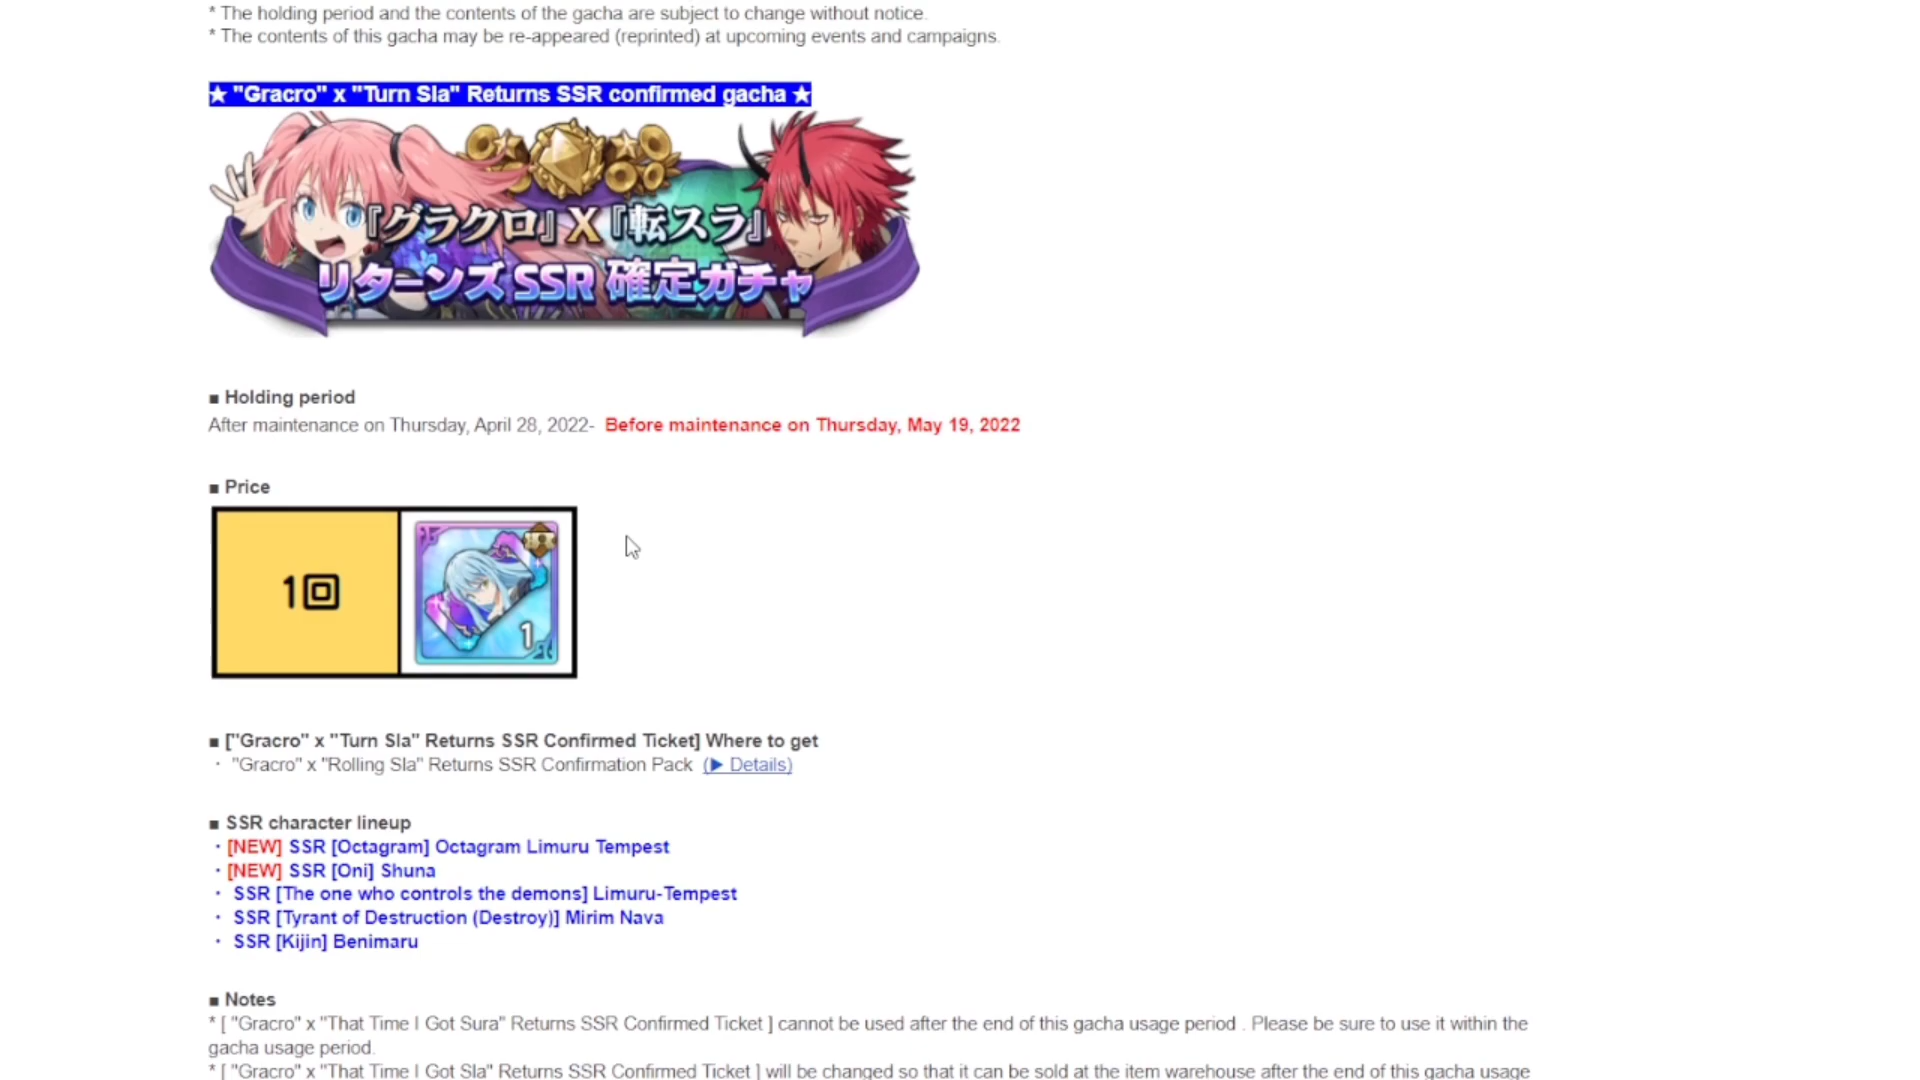 * The holding period and the contents of the gacha are subject to change without notice.
* The contents of this gacha may be re-appeared (reprinted) at upcoming events and campaigns.
★ "Gracro" x "Turn Sla" Returns SSR confirmed gacha ★
『グラクロ』X『転スラ』
リターンズ SSR 確定ガチャ
■ Holding period
After maintenance on Thursday, April 28, 2022- Before maintenance on Thursday, May 19, 2022
■ Price
1回
1
■ ["Gracro" x "Turn Sla" Returns SSR Confirmed Ticket] Where to get
・ "Gracro" x "Rolling Sla" Returns SSR Confirmation Pack (▶ Details)
■ SSR character lineup
・[NEW] SSR [Octagram] Octagram Limuru Tempest
・[NEW] SSR [Oni] Shuna
・ SSR [The one who controls the demons] Limuru-Tempest
・ SSR [Tyrant of Destruction (Destroy)] Mirim Nava
・ SSR [Kijin] Benimaru
■ Notes
* [ "Gracro" x "That Time I Got Sura" Returns SSR Confirmed Ticket ] cannot be used after the end of this gacha usage period . Please be sure to use it within the
gacha usage period.
* [ "Gracro" x "That Time I Got Sla" Returns SSR Confirmed Ticket ] will be changed so that it can be sold at the item warehouse after the end of this gacha usage